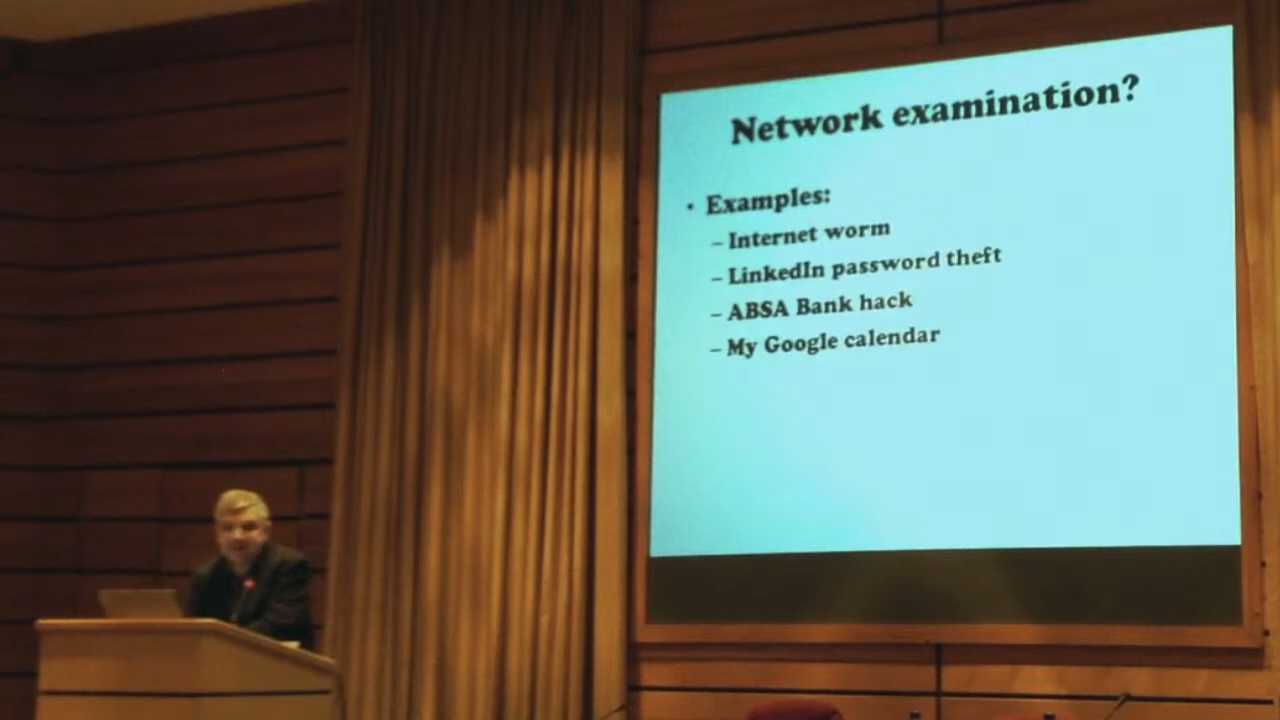 Network examination?
• Examples:
– Internet worm
– LinkedIn password theft
– ABSA Bank hack
– My Google calendar